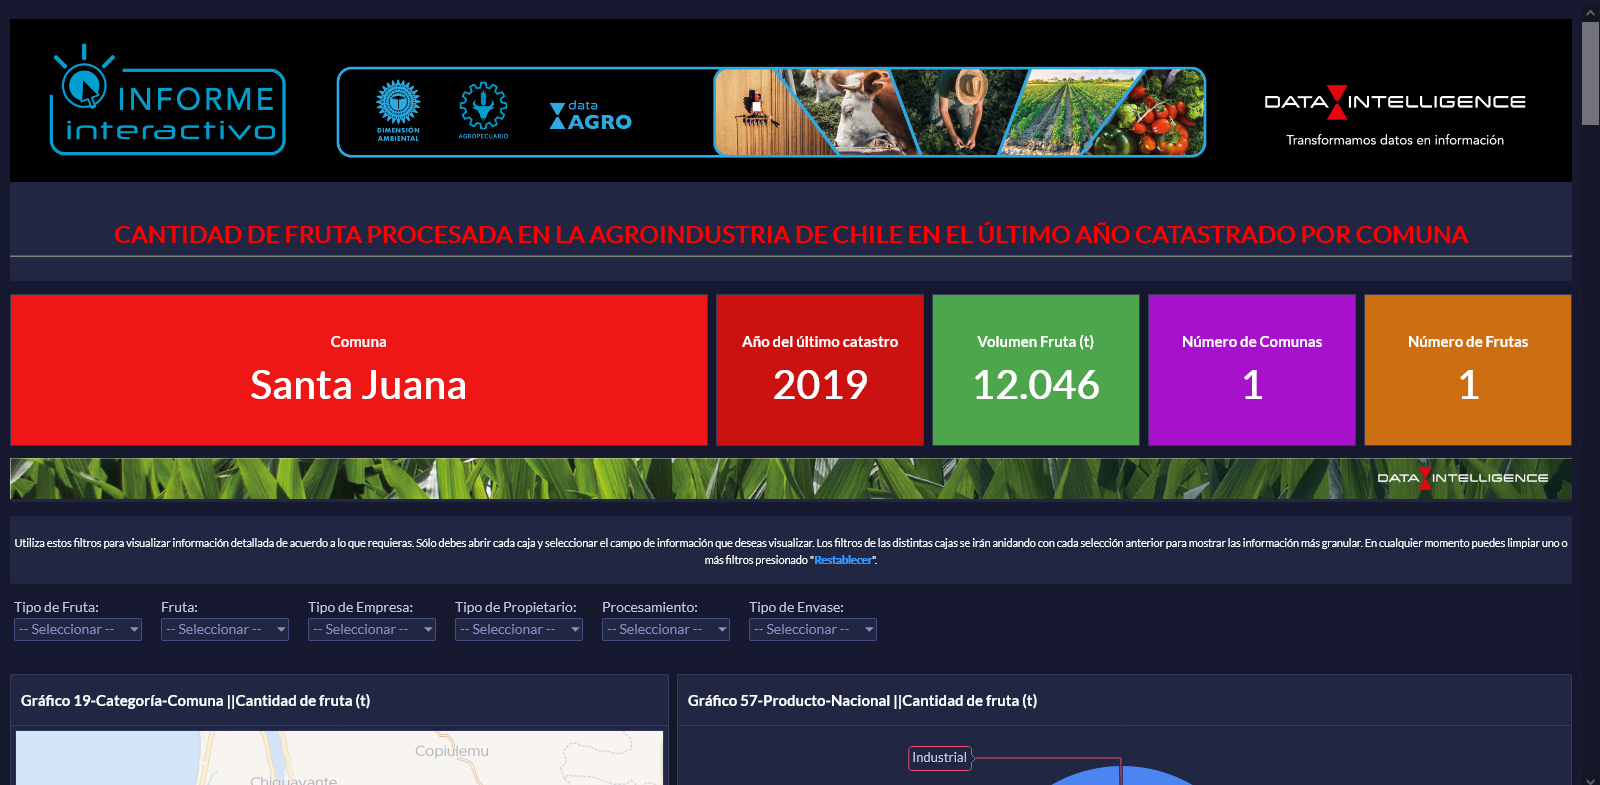 INFORME
interactivo
DIMENSIÓN
AMBIENTAL
AGROPECUARIO
data
AGRO
DATA INTELLIGENCE
Transformamos datos en información
CANTIDAD DE FRUTA PROCESADA EN LA AGROINDUSTRIA DE CHILE EN EL ÚLTIMO AÑO CATASTRADO POR COMUNA
Comuna
Santa Juana
Año del último catastro
2019
Volumen Fruta (t)
12.046
Número de Comunas
1
Número de Frutas
1
DATA INTELLIGENCE
Utiliza estos filtros para visualizar información detallada de acuerdo a lo que requieras. Sólo debes abrir cada caja y seleccionar el campo de información que deseas visualizar. Los filtros de las distintas cajas se irán anidando con cada selección anterior para mostrar las información más granular. En cualquier momento puedes limpiar uno o
más filtros presionado "Restablecer".
Tipo de Fruta: Fruta: Tipo de Empresa: Tipo de Propietario: Procesamiento: Tipo de Envase:
-- Seleccionar -- -- Seleccionar -- -- Seleccionar -- -- Seleccionar -- -- Seleccionar -- -- Seleccionar --
Gráfico 19-Categoría-Comuna ||Cantidad de fruta (t)
Copiulemu
Chiguayante
Gráfico 57-Producto-Nacional ||Cantidad de fruta (t)
Industrial